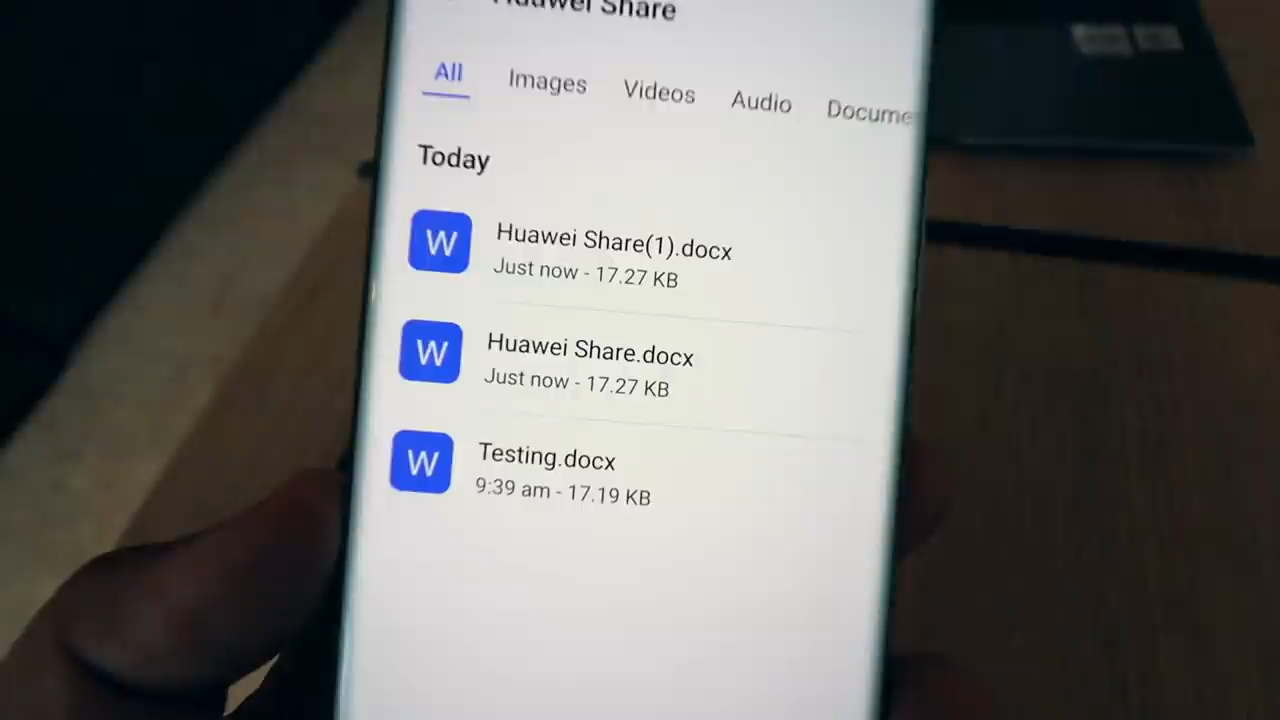 Huawei Share
All Images Videos Audio Docume
Today
W Huawei Share(1).docx
Just now - 17.27 KB
W Huawei Share.docx
Just now - 17.27 KB
W Testing.docx
9:39 am - 17.19 KB